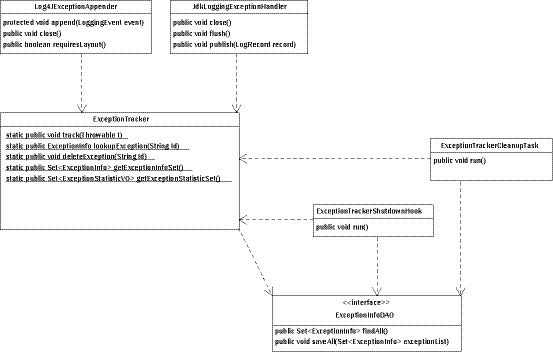 Log4JExceptionAppender
protected void append(LoggingEvent event)
public void close()
public boolean requiresLayout()
JdkLoggingExceptionHandler
public void close()
public void flush()
public void publish(LogRecord record)
ExceptionTracker
static public void track(Throwable t)
static public ExceptionInfo lookupException(String id)
static public void deleteException(String id)
static public Set<ExceptionInfo> getExceptionInfoSet()
static public Set<ExceptionStatisticVO> getExceptionStatisticSet()
ExceptionTrackerCleanupTask
public void run()
ExceptionTrackerShutdownHook
public void run()
<<interface>>
ExceptionInfoDAO
public Set<ExceptionInfo> findAll()
public void saveAll(Set<ExceptionInfo> exceptionList)